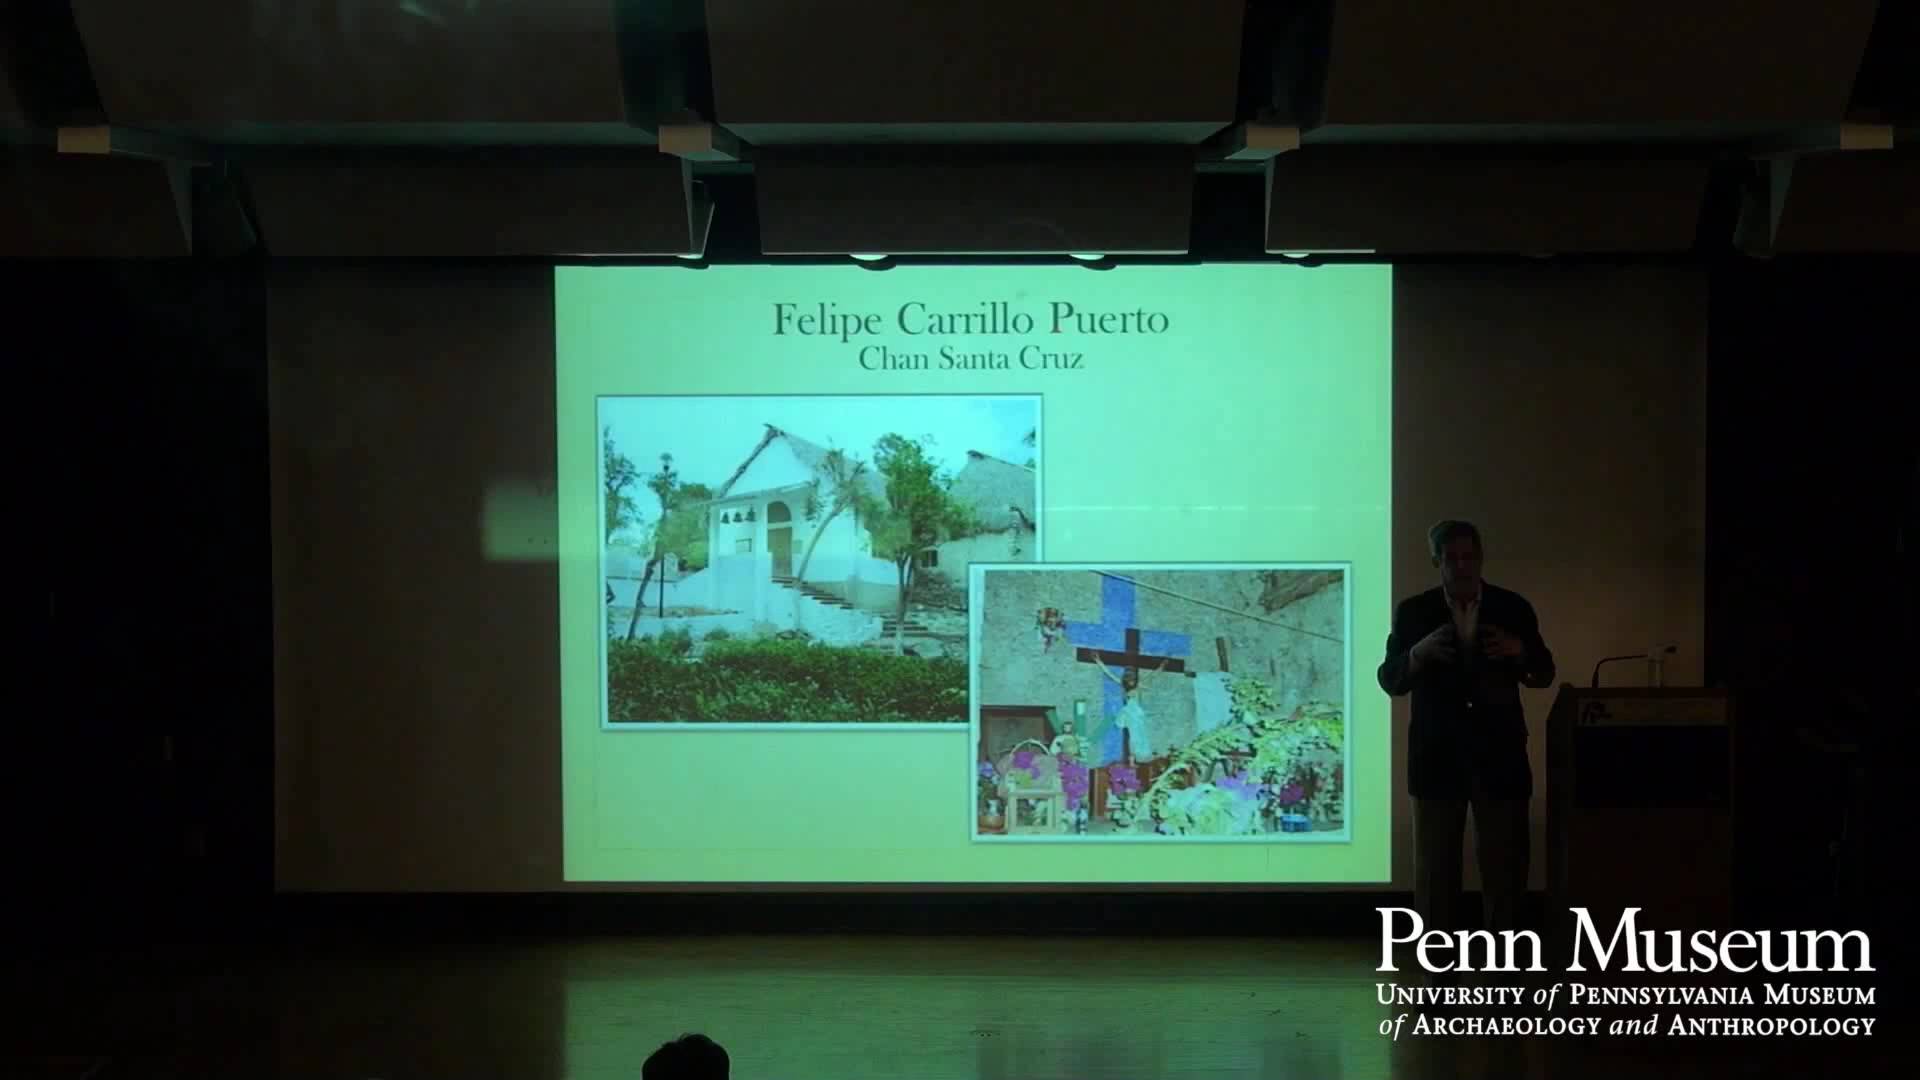 Felipe Carrillo Puerto
Chan Santa Cruz
Penn Museum
UNIVERSITY of PENNSYLVANIA MUSEUM
of ARCHAEOLOGY and ANTHROPOLOGY